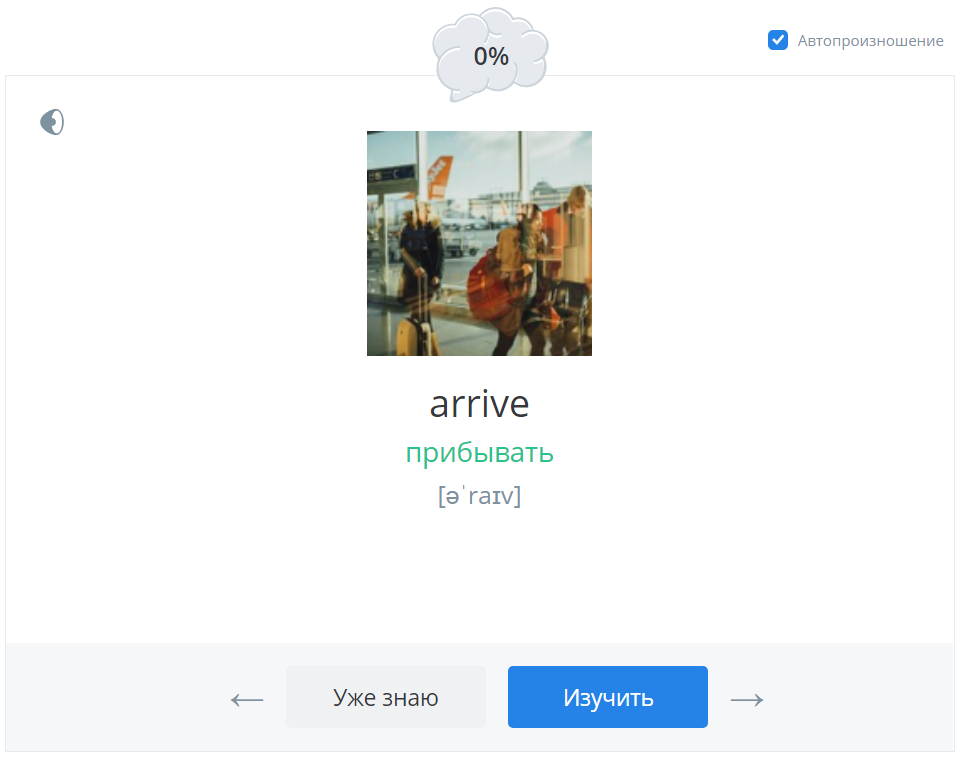 0%
Автопроизношение
arrive
прибывать
[əˈraɪv]
Уже знаю
Изучить